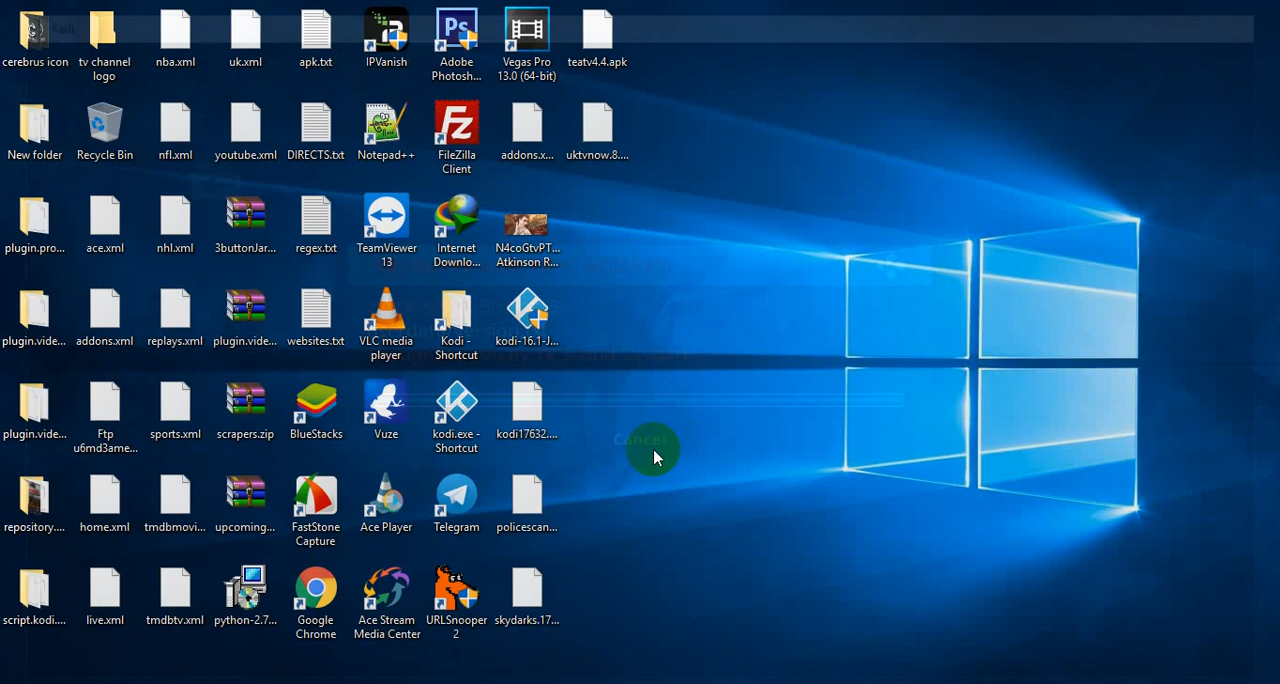 cerebrus icon
tv channel
logo
nba.xml
uk.xml
apk.txt
IPVanish
Ps
Adobe
Photosh...
Vegas Pro
13.0 (64-bit)
teatv4.4.apk
New folder
Recycle Bin
nfl.xml
youtube.xml
DIRECTS.txt
Notepad++
Fz
FileZilla
Client
addons.x...
uktvnow.8....
plugin.pro...
ace.xml
nhl.xml
3buttonJar...
regex.txt
TeamViewer
13
Internet
Downlo...
N4coGtvPT...
Atkinson R...
plugin.vide...
addons.xml
replays.xml
plugin.vide...
websites.txt
VLC media
player
Kodi -
Shortcut
kodi-16.1-J...
plugin.vide...
Ftp
u6md3ame...
sports.xml
scrapers.zip
BlueStacks
Vuze
kodi.exe -
Shortcut
kodi17632....
Cancel
repository....
home.xml
tmdbmovi...
upcoming...
FastStone
Capture
Ace Player
Telegram
policescan...
script.kodi....
live.xml
tmdbtv.xml
python-2.7...
Google
Chrome
Ace Stream
Media Center
URLSnooper
2
skydarks.17...